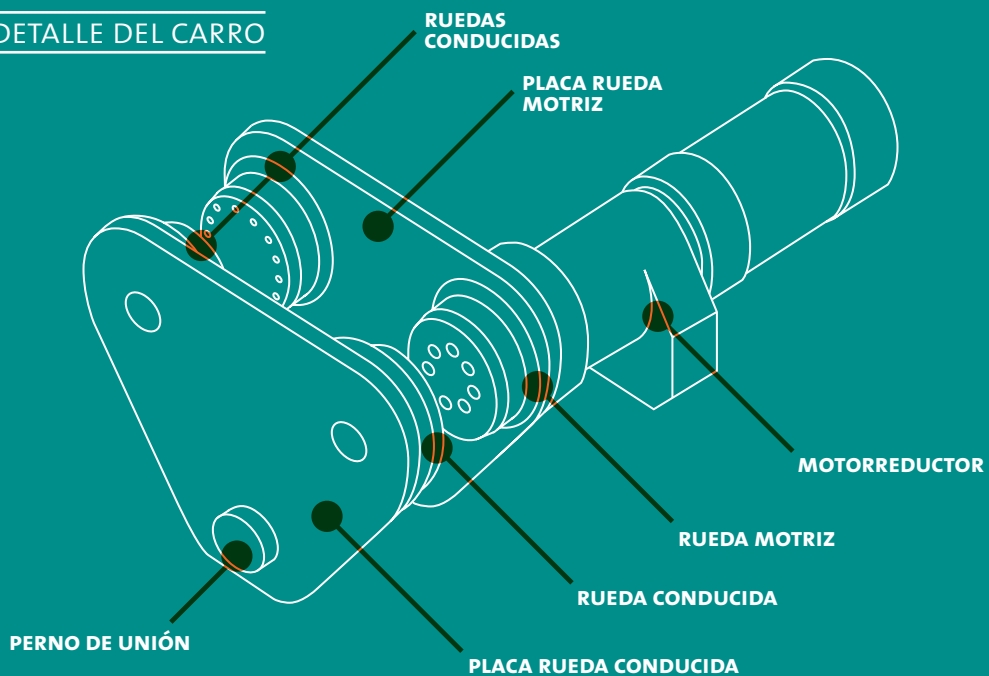 DETALLE DEL CARRO
RUEDAS
CONDUCIDAS
PLACA RUEDA
MOTRIZ
MOTORREDUCTOR
RUEDA MOTRIZ
RUEDA CONDUCIDA
PERNO DE UNIÓN
PLACA RUEDA CONDUCIDA